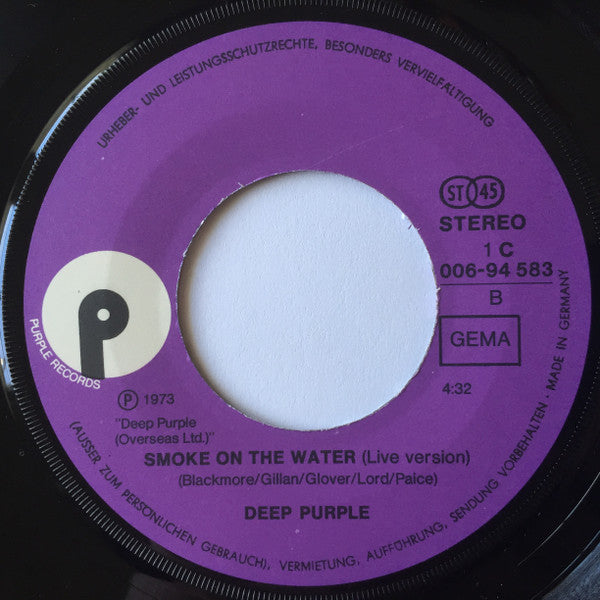 URHEBER- UND LEISTUNGSSCHUTZRECHTE, BESONDERS VERVIELFÄLTIGUNG
ST 45
STEREO
1 C
006-94 583
B
GEMA
4:32
P
PURPLE RECORDS
Ⓟ 1973
"Deep Purple
(Overseas Ltd.)"
SMOKE ON THE WATER (Live version)
(Blackmore/Gillan/Glover/Lord/Paice)
DEEP PURPLE
(AUSSER ZUM PERSÖNLICHEN GEBRAUCH), VERMIETUNG, AUFFÜHRUNG, SENDUNG VORBEHALTEN · MADE IN GERMANY